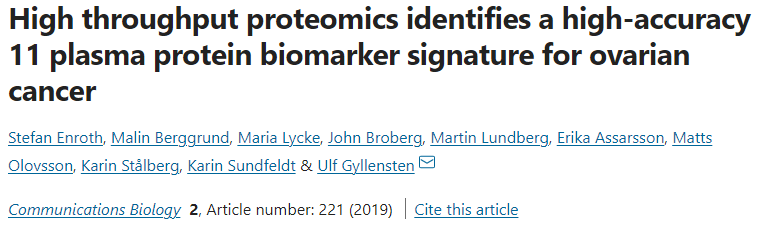 High throughput proteomics identifies a high-accuracy
11 plasma protein biomarker signature for ovarian
cancer
Stefan Enroth, Malin Berggrund, Maria Lycke, John Broberg, Martin Lundberg, Erika Assarsson, Matts
Olovsson, Karin Stålberg, Karin Sundfeldt & Ulf Gyllensten
Communications Biology 2, Article number: 221 (2019) Cite this article